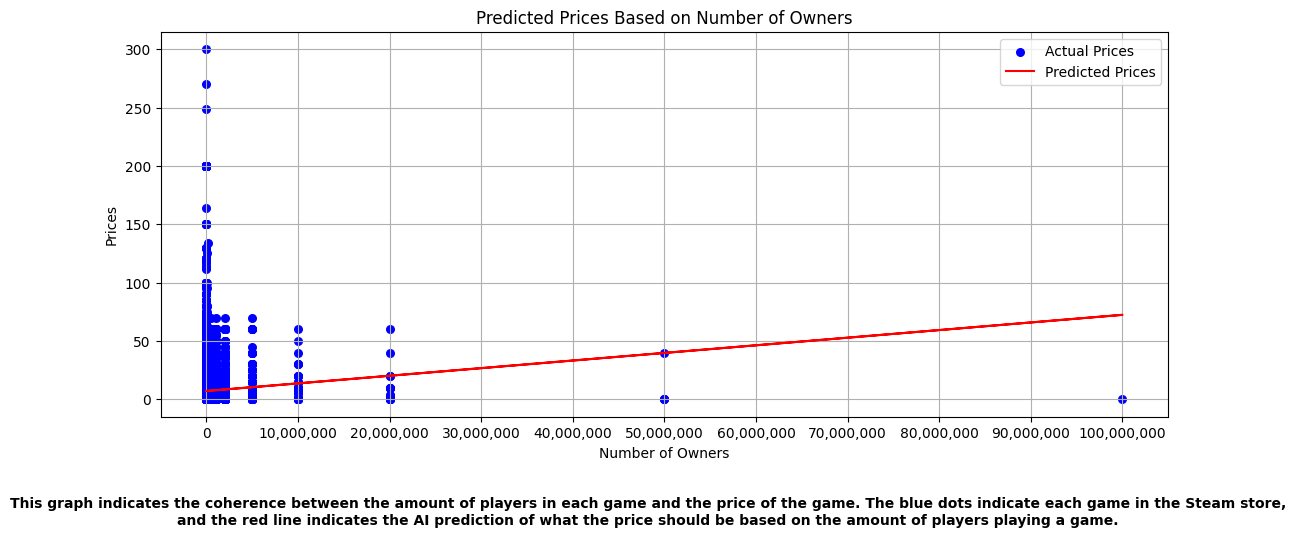 Predicted Prices Based on Number of Owners
Actual Prices
Predicted Prices
300
250
200
150
100
50
0
Prices
0 10,000,000 20,000,000 30,000,000 40,000,000 50,000,000 60,000,000 70,000,000 80,000,000 90,000,000 100,000,000
Number of Owners
This graph indicates the coherence between the amount of players in each game and the price of the game. The blue dots indicate each game in the Steam store,
and the red line indicates the AI prediction of what the price should be based on the amount of players playing a game.